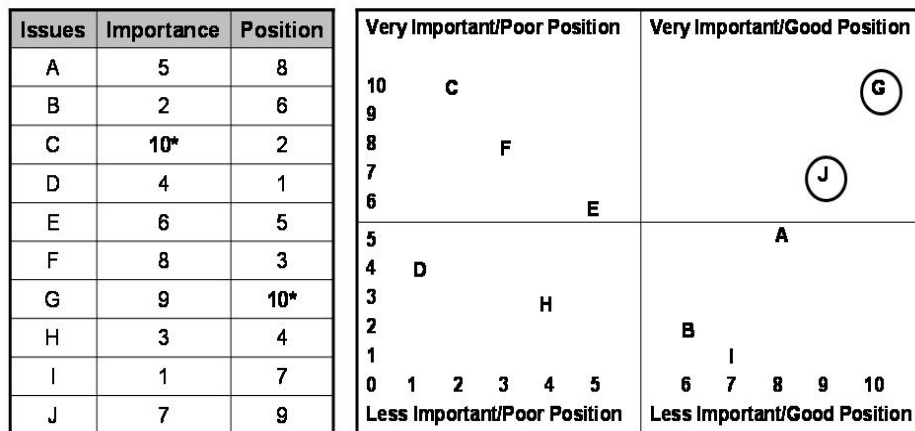 Issues Importance Position
A 5 8
B 2 6
C 10* 2
D 4 1
E 6 5
F 8 3
G 9 10*
H 3 4
I 1 7
J 7 9
Very Important/Poor Position Very Important/Good Position
10 C G
9
8 F
7 J
6 E
5 A
4 D
3 H
2 B
1 I
0 1 2 3 4 5 6 7 8 9 10
Less Important/Poor Position Less Important/Good Position